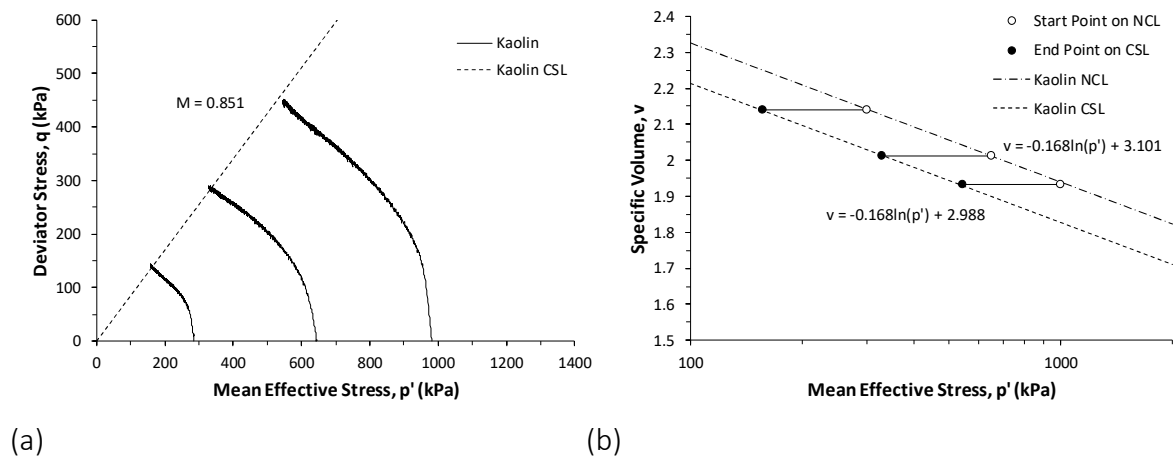 600
500
400
300
200
100
0
0 200 400 600 800 1000 1200 1400
Deviator Stress, q (kPa)
Mean Effective Stress, p' (kPa)
M = 0.851
Kaolin
Kaolin CSL
(a)
2.4
2.3
2.2
2.1
2
1.9
1.8
1.7
1.6
1.5
100 1000
Specific Volume, v
Mean Effective Stress, p' (kPa)
Start Point on NCL
End Point on CSL
Kaolin NCL
Kaolin CSL
v = -0.168ln(p') + 3.101
v = -0.168ln(p') + 2.988
(b)